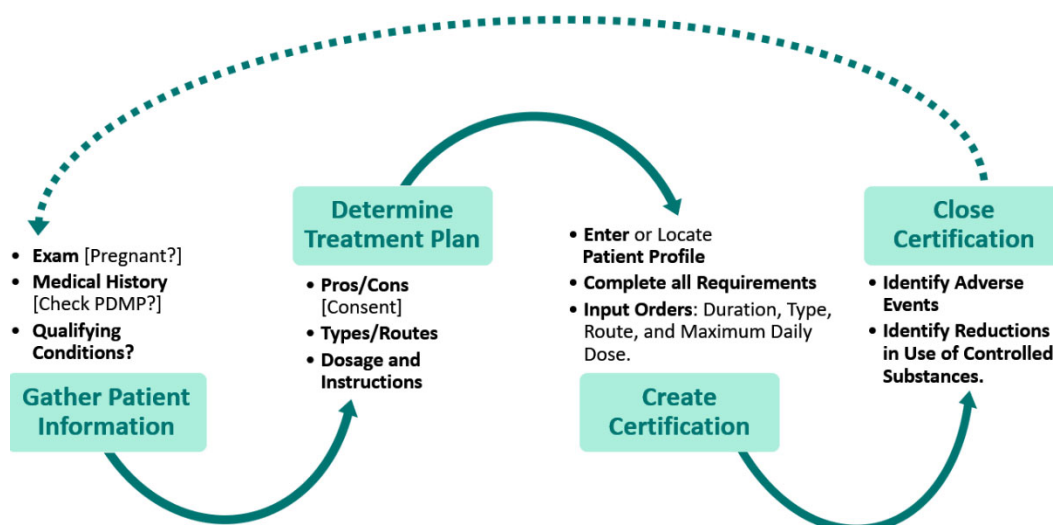 • Exam [Pregnant?]
• Medical History
[Check PDMP?]
• Qualifying
Conditions?
Gather Patient
Information
Determine
Treatment Plan
• Pros/Cons
[Consent]
• Types/Routes
• Dosage and
Instructions
• Enter or Locate
Patient Profile
• Complete all Requirements
• Input Orders: Duration, Type,
Route, and Maximum Daily
Dose.
Create
Certification
Close
Certification
• Identify Adverse
Events
• Identify Reductions
in Use of Controlled
Substances.